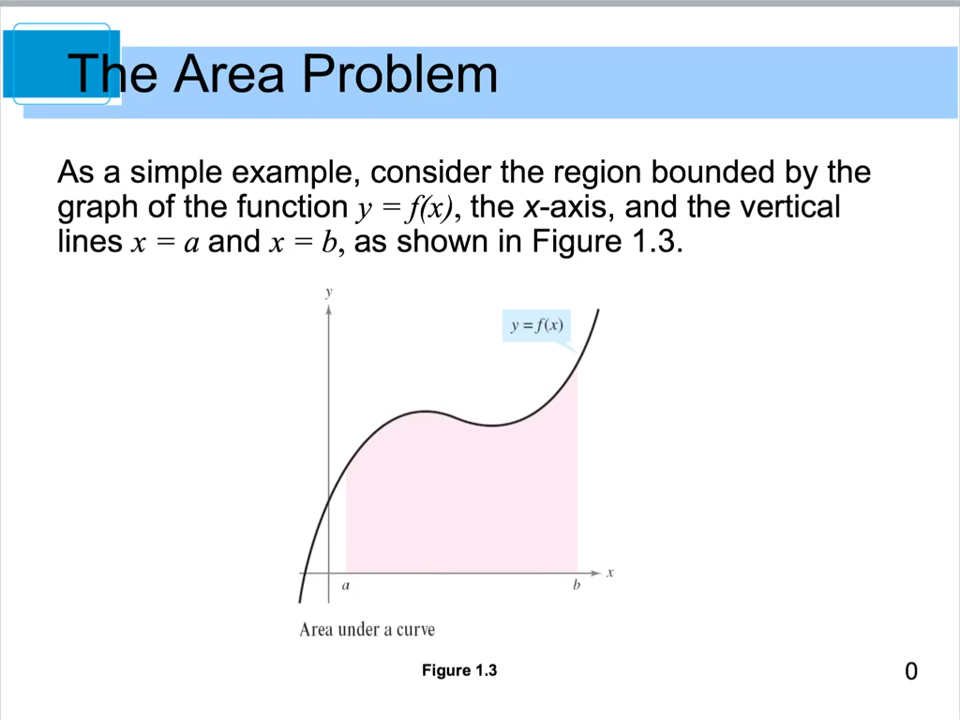 The Area Problem
As a simple example, consider the region bounded by the
graph of the function y = f(x), the x-axis, and the vertical
lines x = a and x = b, as shown in Figure 1.3.
y
y = f(x)
x
a
b
Area under a curve
Figure 1.3
0